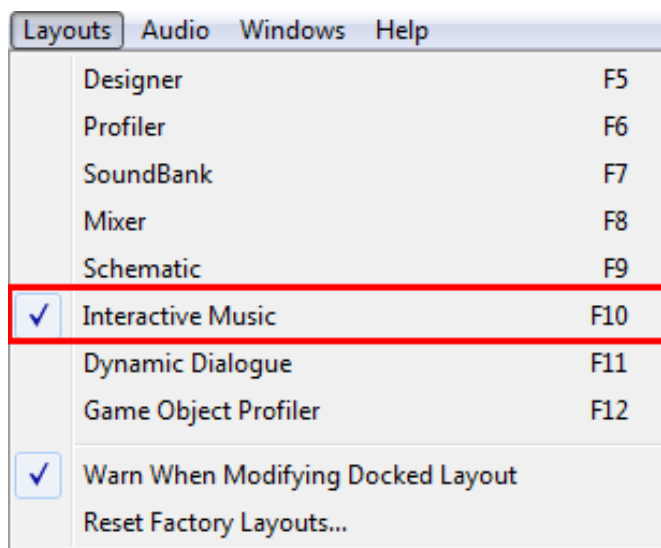 Layouts Audio Windows Help
Designer F5
Profiler F6
SoundBank F7
Mixer F8
Schematic F9
Interactive Music F10
Dynamic Dialogue F11
Game Object Profiler F12
Warn When Modifying Docked Layout
Reset Factory Layouts...